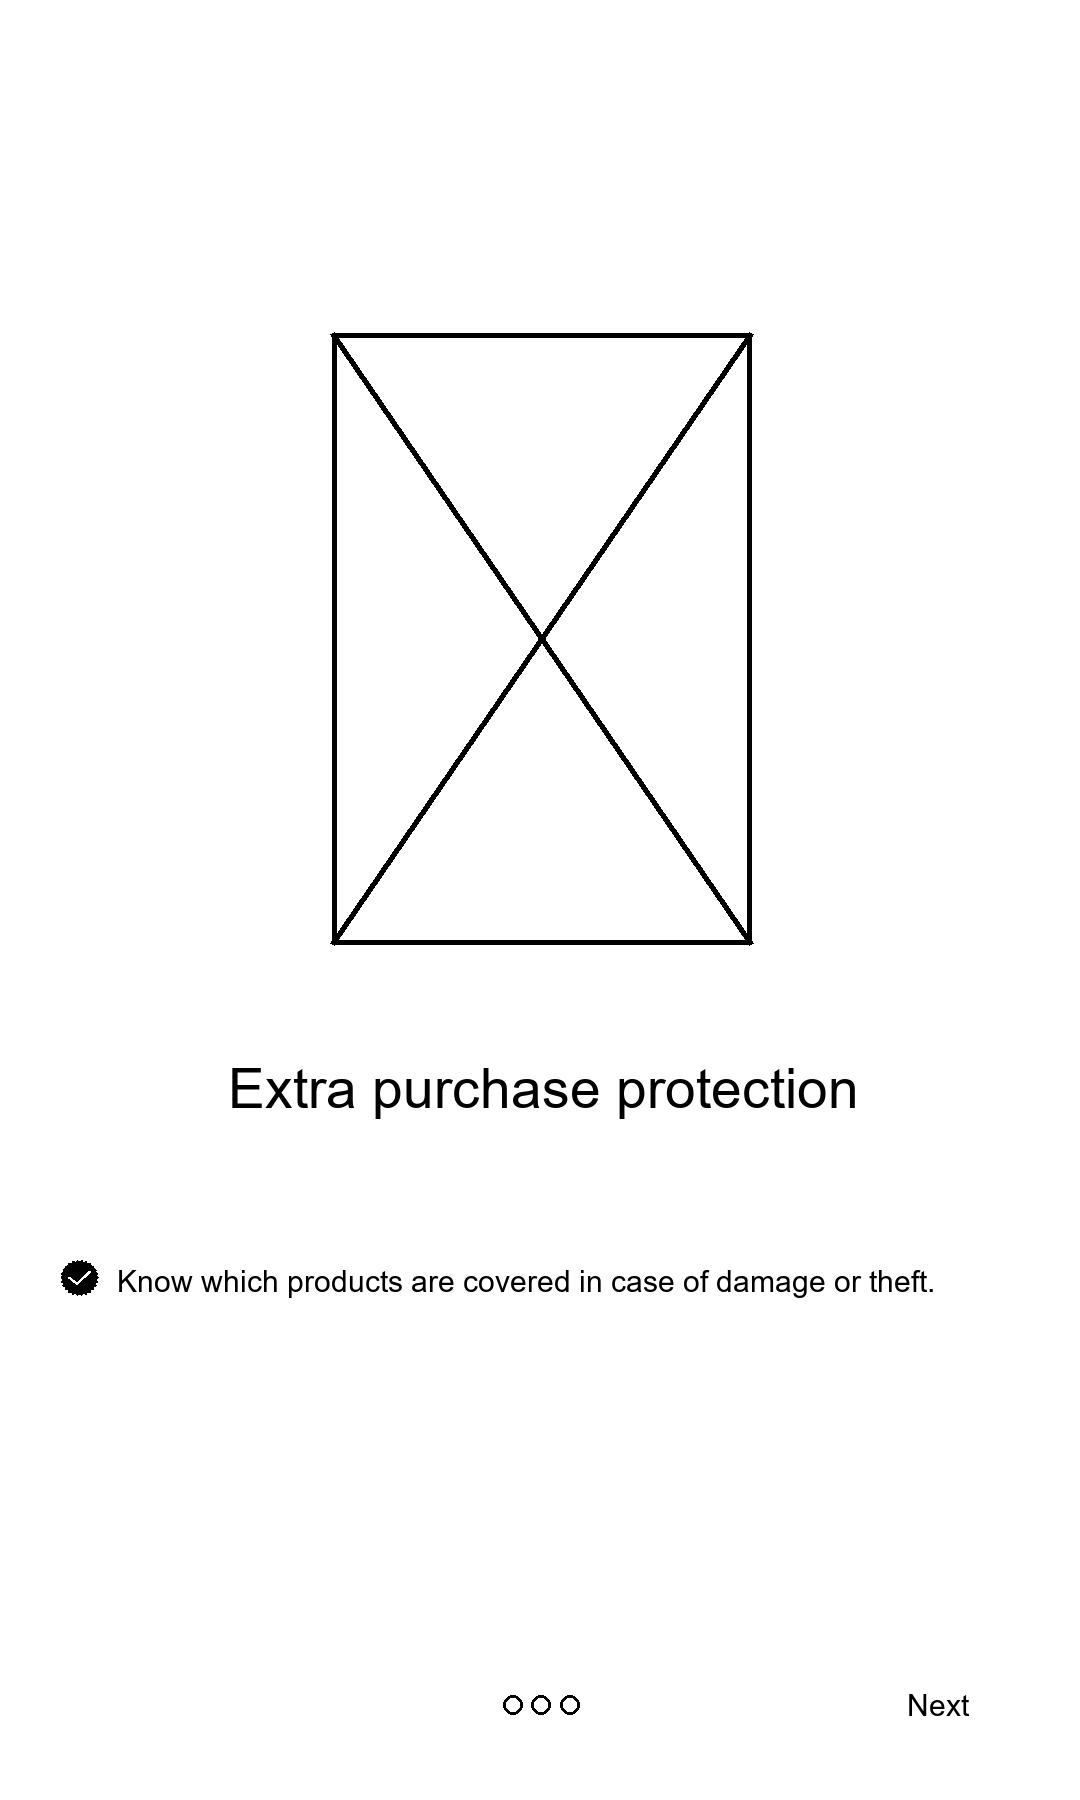 Extra purchase protection
Know which products are covered in case of damage or theft.
Next